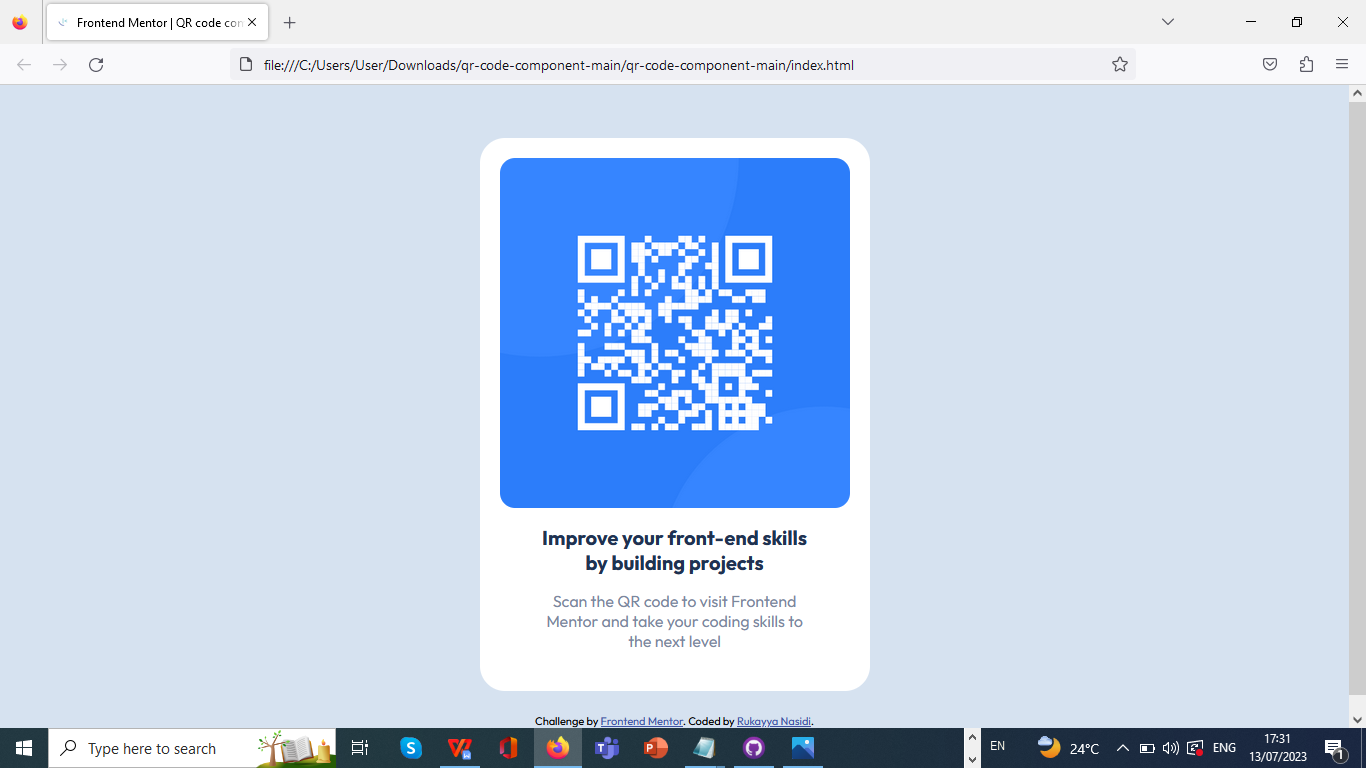 Frontend Mentor | QR code con
file:///C:/Users/User/Downloads/qr-code-component-main/qr-code-component-main/index.html
Improve your front-end skills
by building projects
Scan the QR code to visit Frontend
Mentor and take your coding skills to
the next level
Challenge by Frontend Mentor. Coded by Rukayya Nasidi.
Type here to search
EN
24°C
ENG
17:31
13/07/2023
1